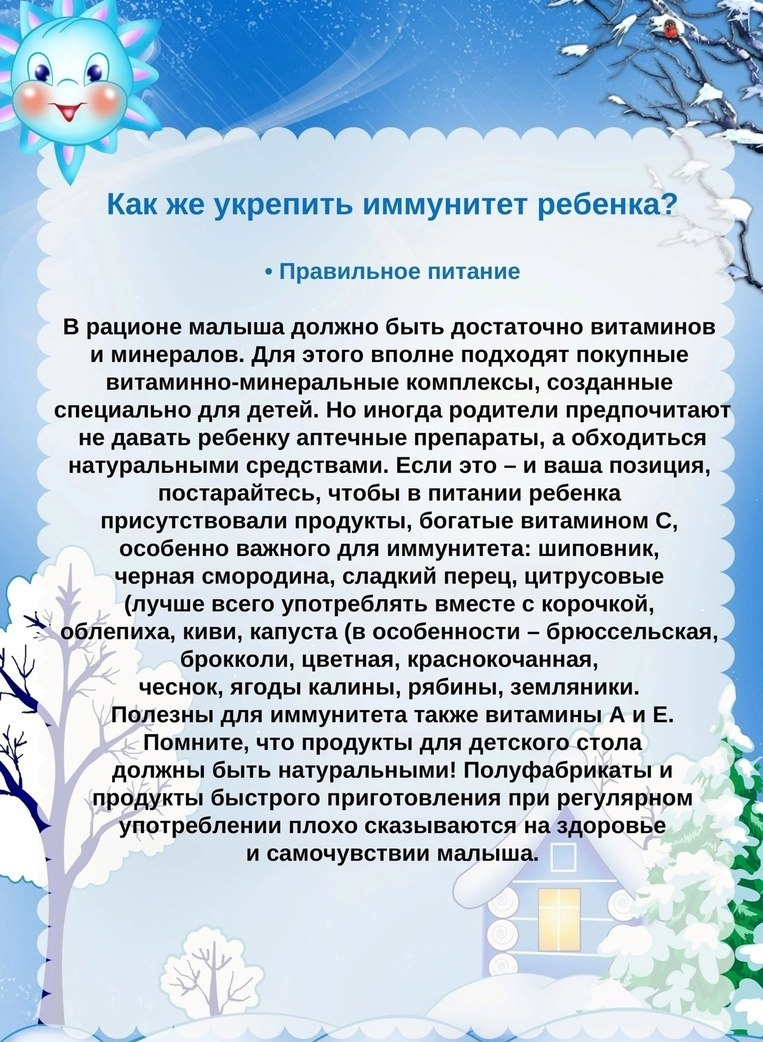 Как же укрепить иммунитет ребенка?
• Правильное питание
В рационе малыша должно быть достаточно витаминов
и минералов. Для этого вполне подходят покупные
витаминно-минеральные комплексы, созданные
специально для детей. Но иногда родители предпочитают
не давать ребенку аптечные препараты, а обходиться
натуральными средствами. Если это – и ваша позиция,
постарайтесь, чтобы в питании ребенка
присутствовали продукты, богатые витамином С,
особенно важного для иммунитета: шиповник,
черная смородина, сладкий перец, цитрусовые
(лучше всего употреблять вместе с корочкой,
облепиха, киви, капуста (в особенности – брюссельская,
брокколи, цветная, краснокочанная,
чеснок, ягоды калины, рябины, земляники.
Полезны для иммунитета также витамины А и Е.
Помните, что продукты для детского стола
должны быть натуральными! Полуфабрикаты и
продукты быстрого приготовления при регулярном
употреблении плохо сказываются на здоровье
и самочувствии малыша.